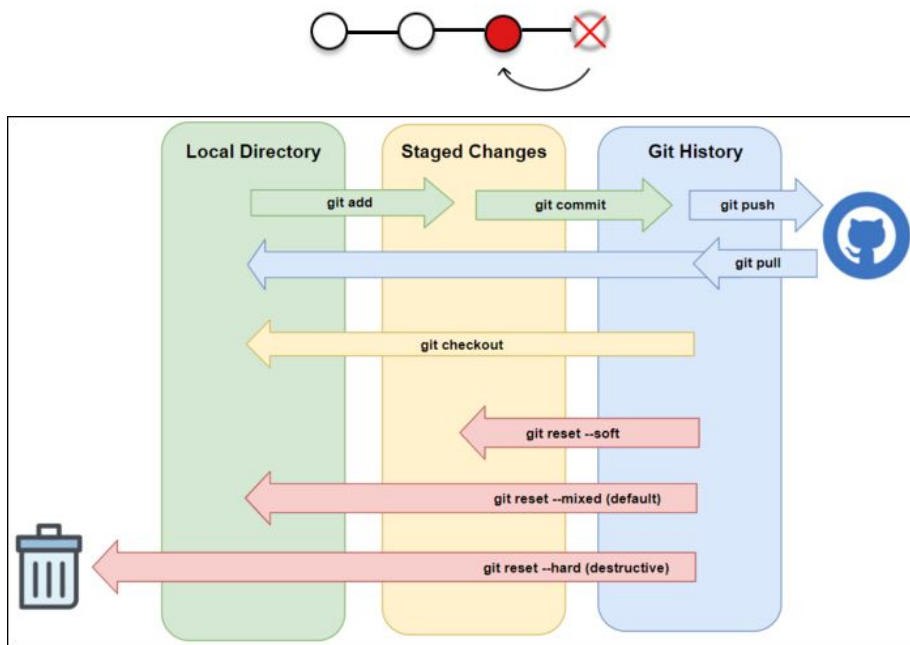 Local Directory
Staged Changes
Git History
git add
git commit
git push
git pull
git checkout
git reset --soft
git reset --mixed (default)
git reset --hard (destructive)